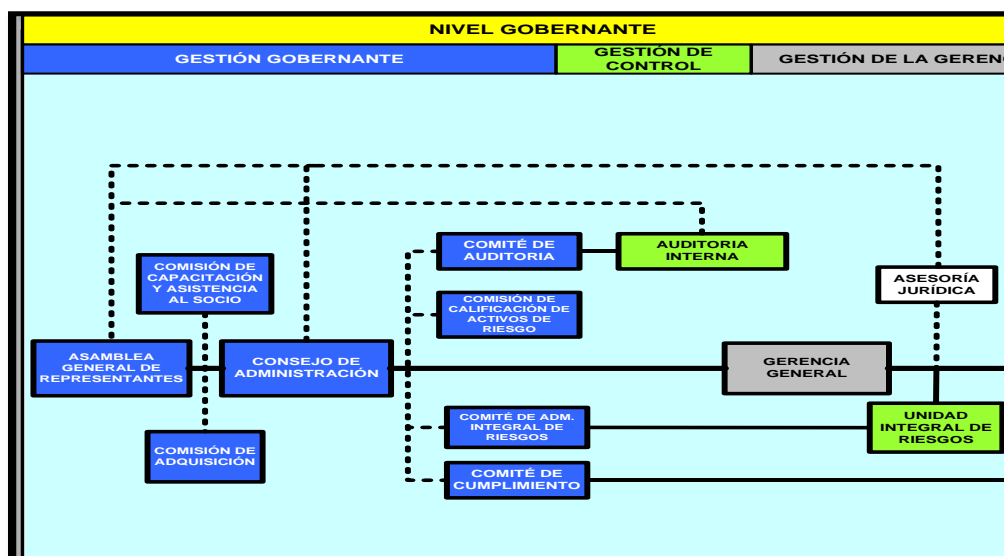 NIVEL GOBERNANTE
GESTIÓN GOBERNANTE
GESTIÓN DE
CONTROL
GESTIÓN DE LA GERENC
COMITÉ DE
AUDITORIA
AUDITORIA
INTERNA
COMISIÓN DE
CAPACITACIÓN
Y ASISTENCIA
AL SOCIO
ASESORÍA
JURÍDICA
COMISIÓN DE
CALIFICACIÓN DE
ACTIVOS DE
RIESGO
ASAMBLEA
GENERAL DE
REPRESENTANTES
CONSEJO DE
ADMINISTRACIÓN
GERENCIA
GENERAL
COMITÉ DE ADM.
INTEGRAL DE
RIESGOS
UNIDAD
INTEGRAL DE
RIESGOS
COMISIÓN DE
ADQUISICIÓN
COMITÉ DE
CUMPLIMIENTO